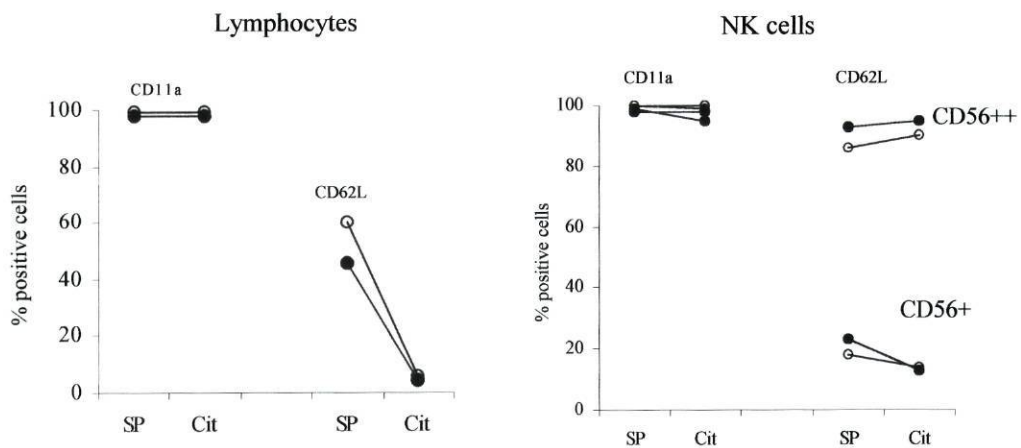 Lymphocytes
CD11a
CD62L
% positive cells
100
80
60
40
20
0
SP Cit SP Cit
NK cells
CD11a
CD62L
CD56++
CD56+
% positive cells
100
80
60
40
20
0
SP Cit SP Cit